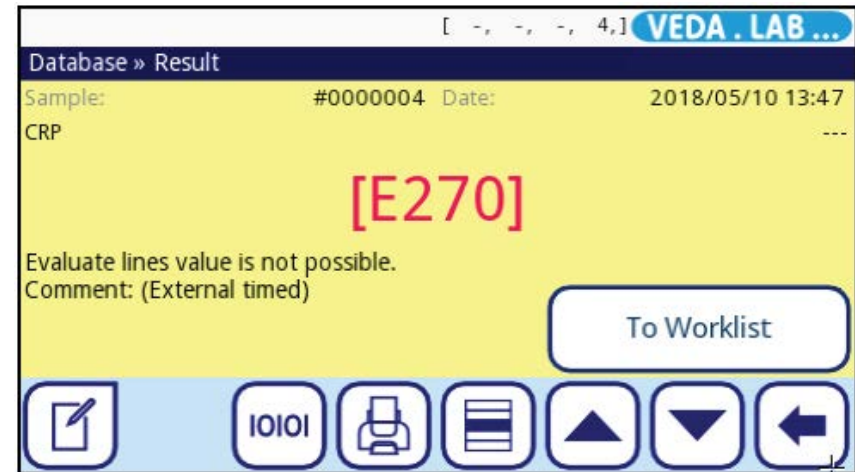 [ -, -, -, 4,] VEDA . LAB ...
Database » Result
Sample: #0000004 Date: 2018/05/10 13:47
CRP ---
[E270]
Evaluate lines value is not possible.
Comment: (External timed)
To Worklist
IOIOI